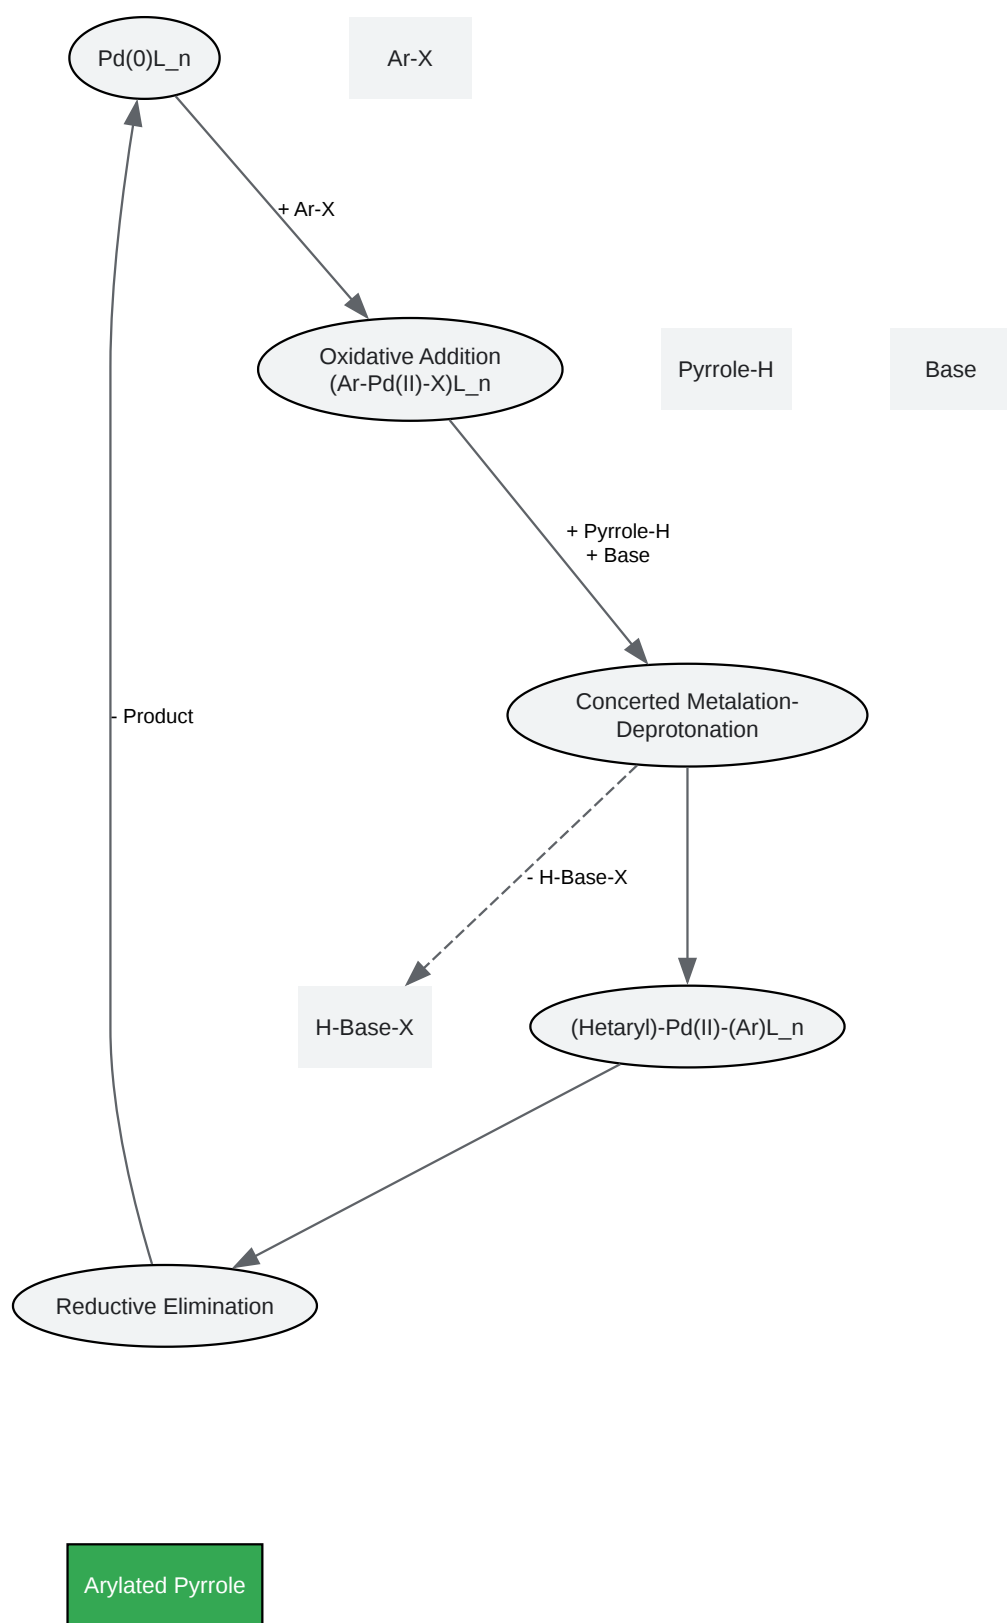 Pd(0)L_n
Ar-X
+ Ar-X
Oxidative Addition
(Ar-Pd(II)-X)L_n
Pyrrole-H
Base
+ Pyrrole-H
+ Base
Concerted Metalation-
Deprotonation
- Product
- H-Base-X
H-Base-X
(Hetaryl)-Pd(II)-(Ar)L_n
Reductive Elimination
Arylated Pyrrole